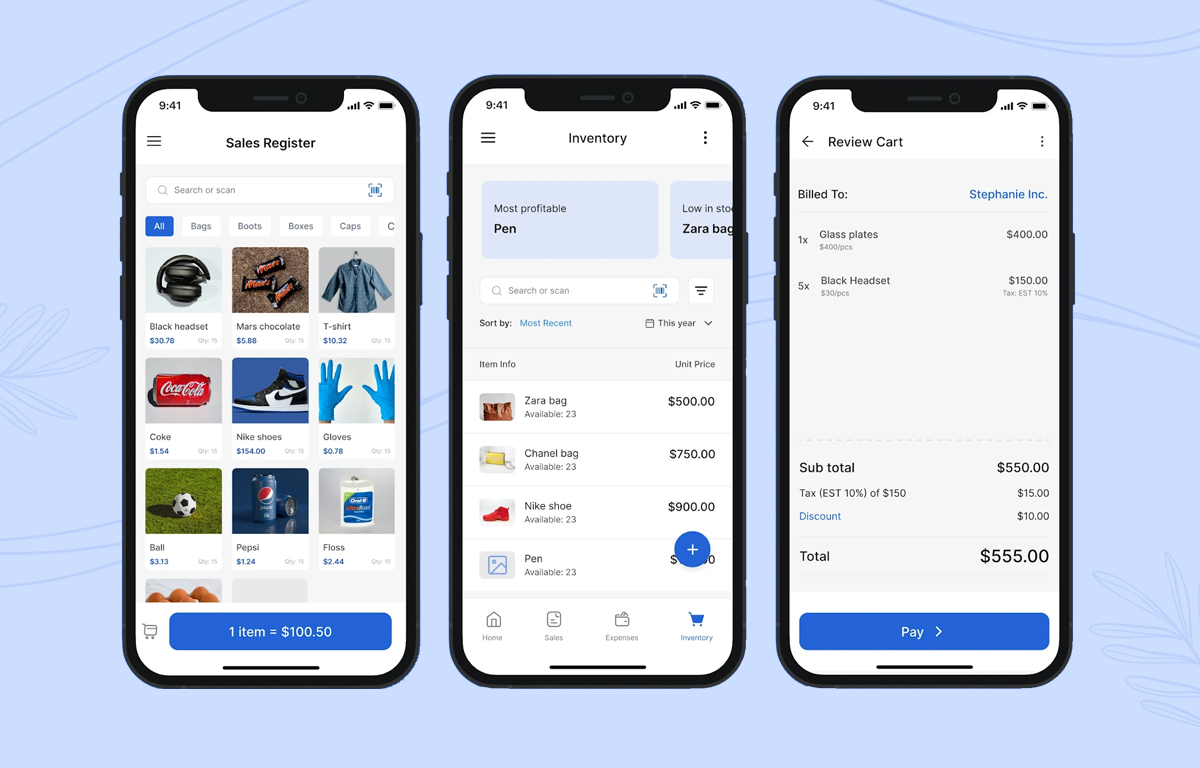 9:41
Sales Register
Search or scan
All Bags Boots Boxes Caps C
Black headset Mars chocolate T-shirt
$30.78 Qty: 15 $5.88 Qty: 15 $10.32 Qty: 15
Coca-Cola
Coke Nike shoes Gloves
$1.54 Qty: 15 $154.00 Qty: 15 $0.78 Qty: 15
pepsi Oral-B
Ball Pepsi Floss
$3.13 Qty: 15 $1.24 Qty: 15 $2.44 Qty: 15
1 item = $100.50
9:41
Inventory
Most profitable Low in sto
Pen Zara bag
Search or scan
Sort by: Most Recent This year
Item Info Unit Price
Zara bag $500.00
Available: 23
Chanel bag $750.00
Available: 23
Nike shoe $900.00
Available: 23
Pen
Available: 23
+
Home Sales Expenses Inventory
9:41
Review Cart
Billed To: Stephanie Inc.
1x Glass plates $400.00
$400/pcs
5x Black Headset $150.00
$30/pcs Tax: EST 10%
Sub total $550.00
Tax (EST 10%) of $150 $15.00
Discount $10.00
Total $555.00
Pay